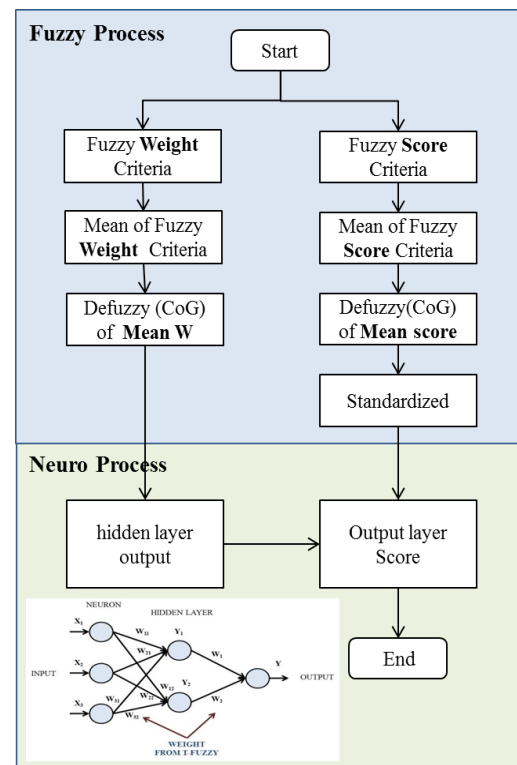 Fuzzy Process
Start
Fuzzy Weight
Criteria
Mean of Fuzzy
Weight Criteria
Defuzzy (CoG)
of Mean W
Fuzzy Score
Criteria
Mean of Fuzzy
Score Criteria
Defuzzy(CoG)
of Mean score
Standardized
Neuro Process
hidden layer
output
Output layer
Score
End
NEURON
HIDDEN LAYER
INPUT
X1
X2
X3
W11
W21
W31
W12
W22
W32
Y1
Y2
W1
W2
Y
OUTPUT
WEIGHT
FROM T-FUZZY